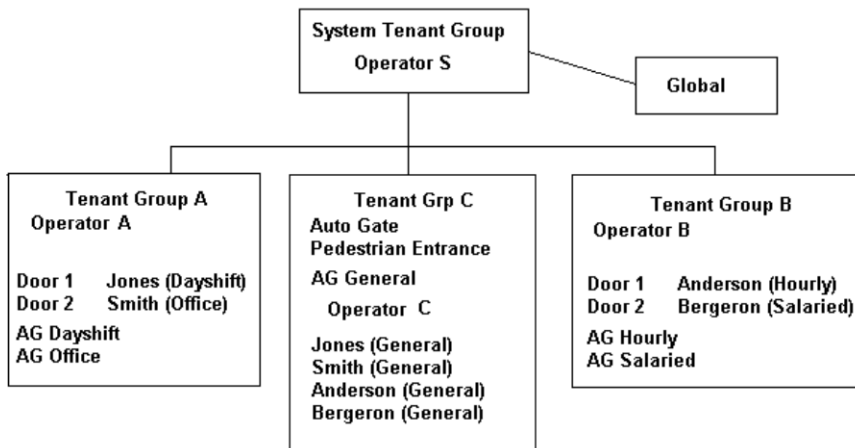 System Tenant Group
Operator S
Global
Tenant Group A
Operator A
Door 1 Jones (Dayshift)
Door 2 Smith (Office)
AG Dayshift
AG Office
Tenant Grp C
Auto Gate
Pedestrian Entrance
AG General
Operator C
Jones (General)
Smith (General)
Anderson (General)
Bergeron (General)
Tenant Group B
Operator B
Door 1 Anderson (Hourly)
Door 2 Bergeron (Salaried)
AG Hourly
AG Salaried